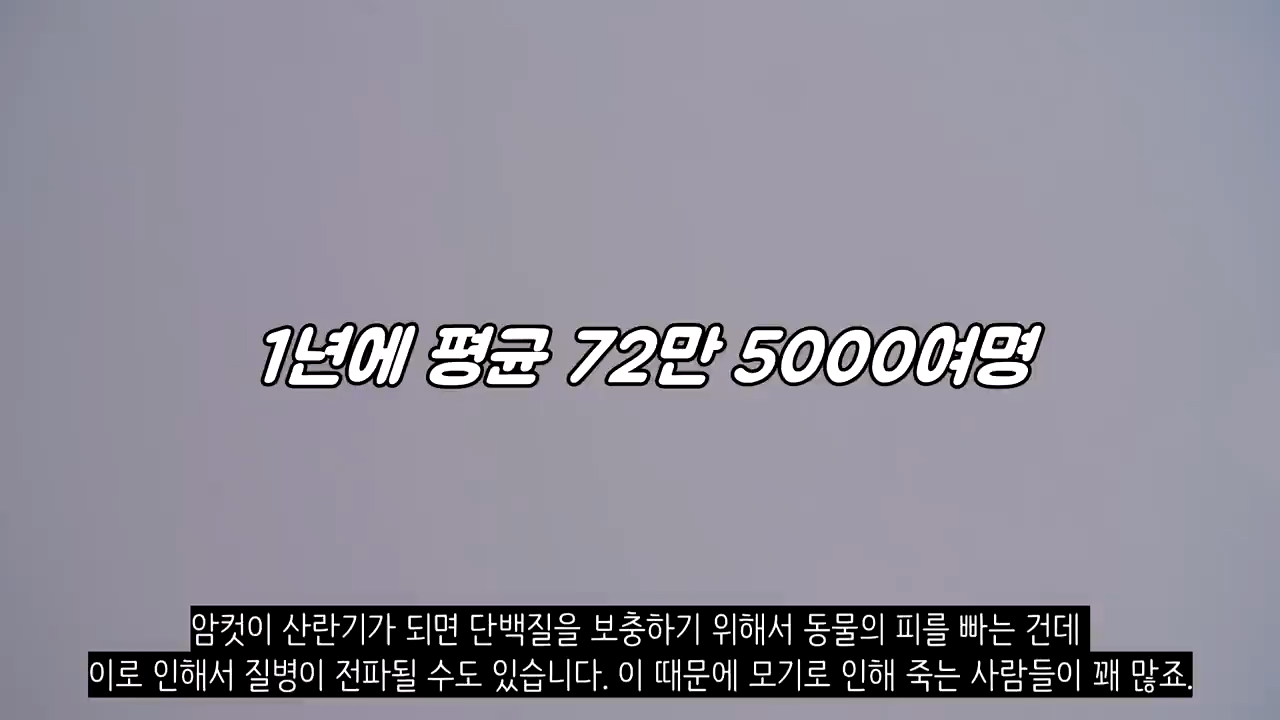 1년에 평균 72만 5000여명
암컷이 산란기가 되면 단백질을 보충하기 위해서 동물의 피를 빠는 건데
이로 인해서 질병이 전파될 수도 있습니다. 이 때문에 모기로 인해 죽는 사람들이 꽤 많죠.